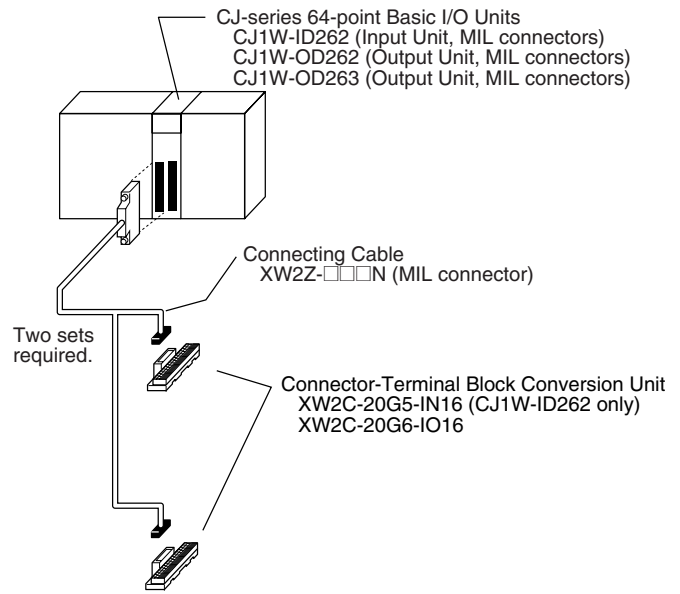 CJ-series 64-point Basic I/O Units
CJ1W-ID262 (Input Unit, MIL connectors)
CJ1W-OD262 (Output Unit, MIL connectors)
CJ1W-OD263 (Output Unit, MIL connectors)
Connecting Cable
XW2Z-□□□N (MIL connector)
Two sets
required.
Connector-Terminal Block Conversion Unit
XW2C-20G5-IN16 (CJ1W-ID262 only)
XW2C-20G6-IO16